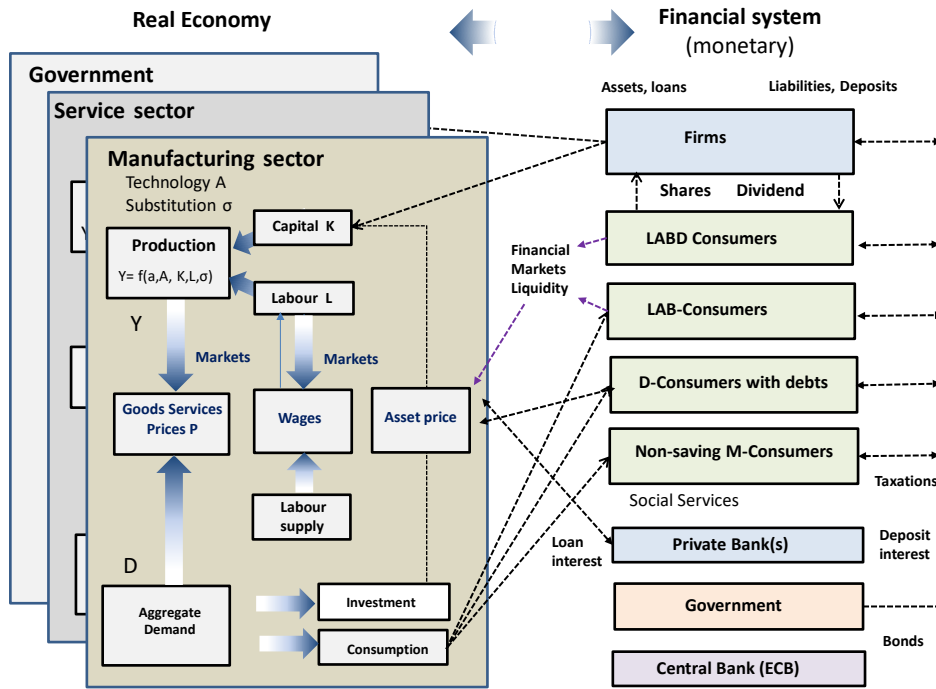 Real Economy
Financial system
(monetary)
Government
Service sector
Manufacturing sector
Technology A
Substitution σ
Production
Y= f(a,A, K,L,σ)
Capital K
Labour L
Y
Markets
Markets
Goods Services
Prices P
Wages
Asset price
Labour
supply
D
Aggregate
Demand
Investment
Consumption
Assets, loans
Liabilities, Deposits
Firms
Shares
Dividend
LABD Consumers
Financial
Markets
Liquidity
LAB-Consumers
D-Consumers with debts
Non-saving M-Consumers
Taxations
Social Services
Loan
interest
Private Bank(s)
Deposit
interest
Government
Bonds
Central Bank (ECB)